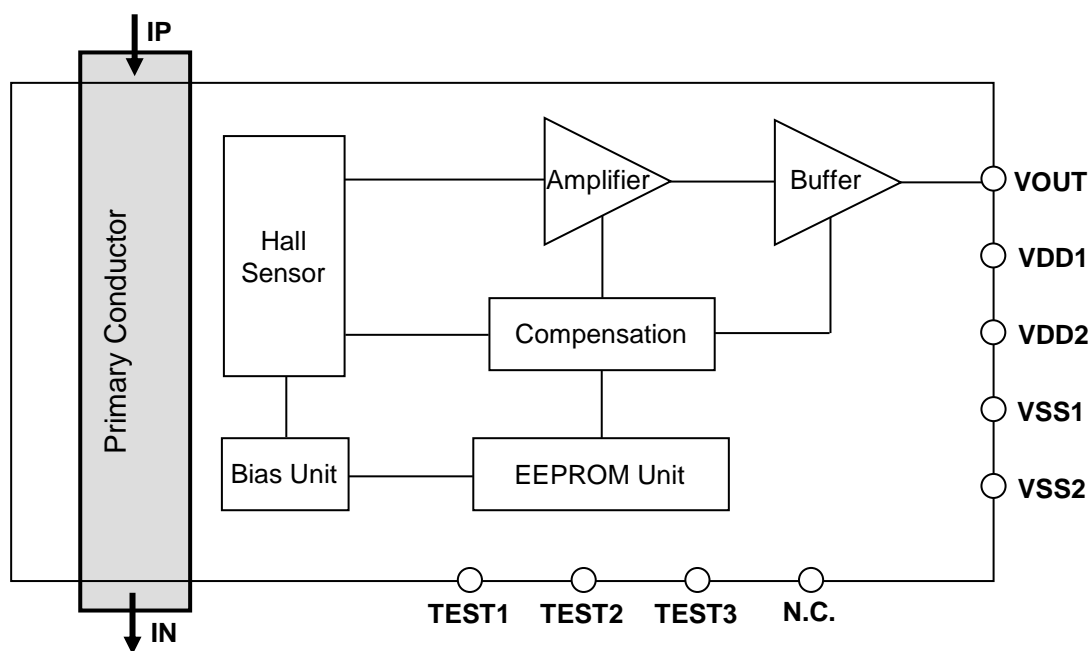 IP
Primary Conductor
Hall
Sensor
Amplifier
Buffer
Compensation
Bias Unit
EEPROM Unit
VOUT
VDD1
VDD2
VSS1
VSS2
TEST1
TEST2
TEST3
N.C.
IN